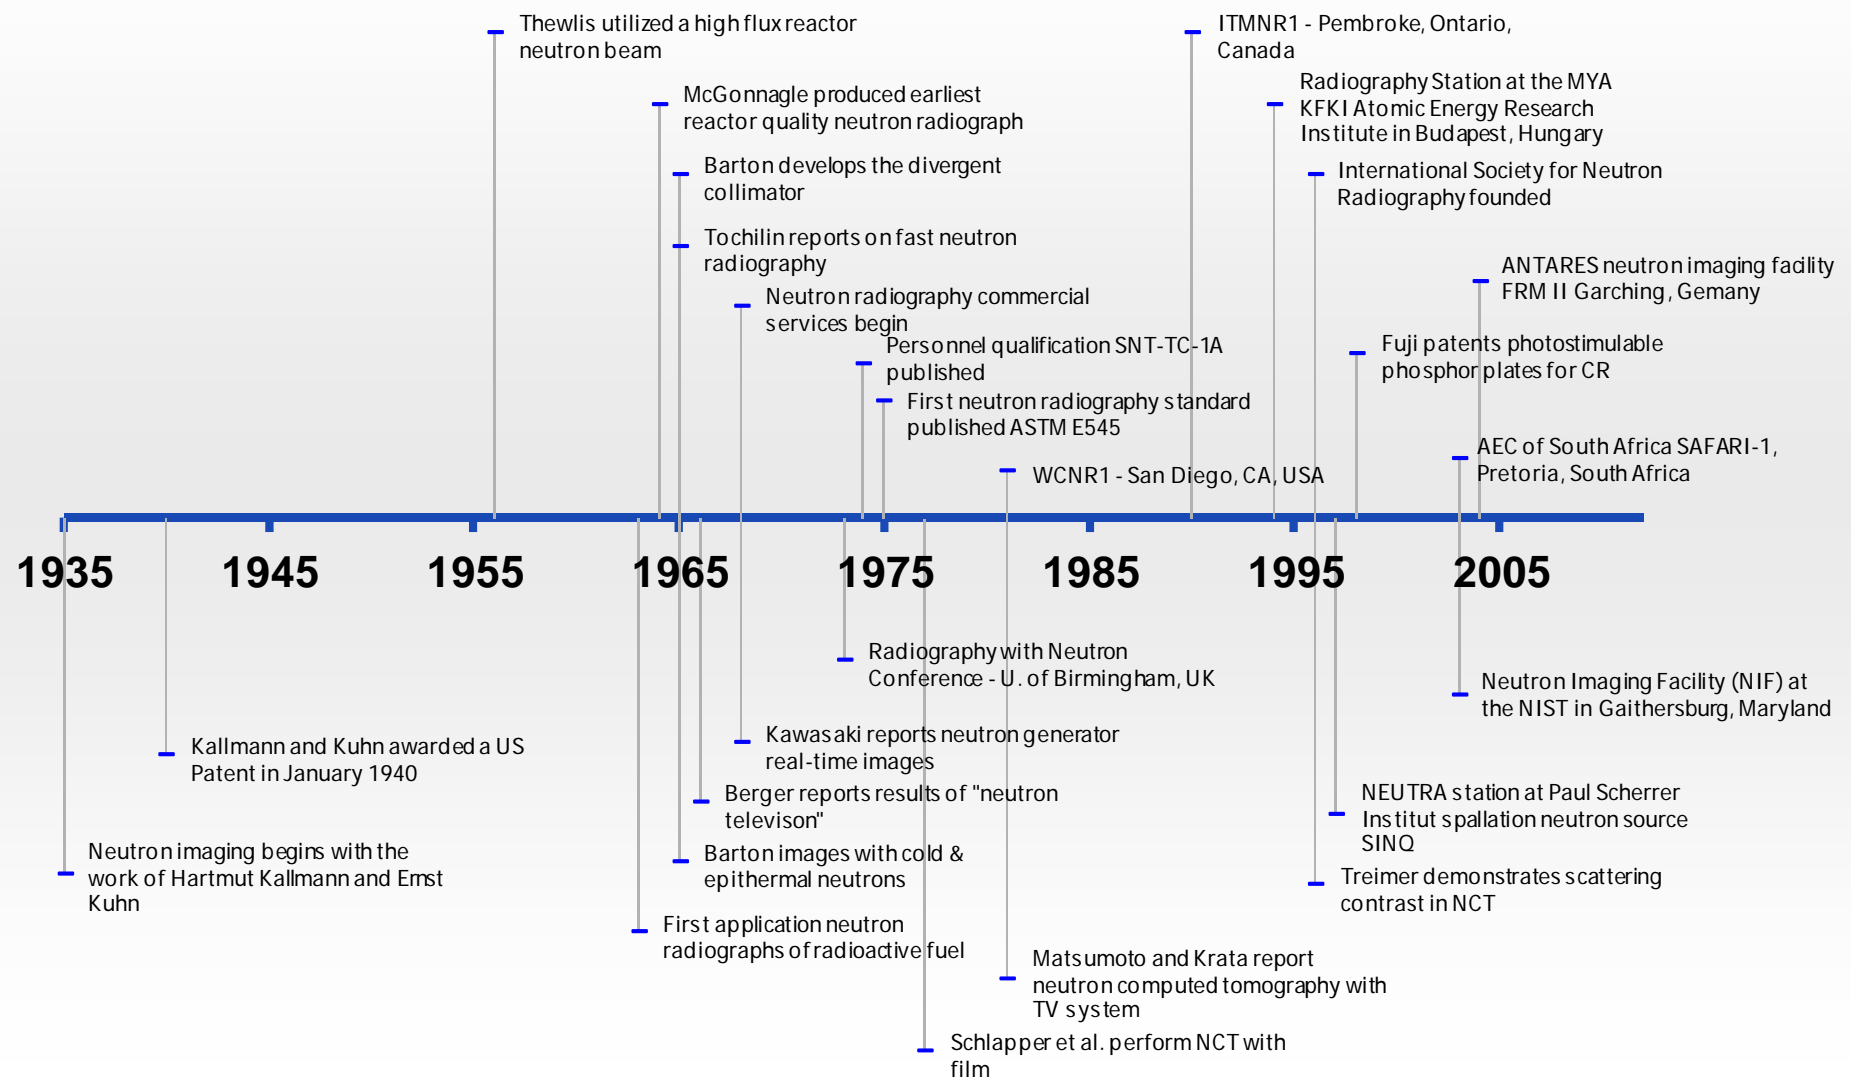 Thewlis utilized a high flux reactor
neutron beam
McGonnagle produced earliest
reactor quality neutron radiograph
Barton develops the divergent
collimator
Tochilin reports on fast neutron
radiography
Neutron radiography commercial
services begin
Personnel qualification SNT-TC-1A
published
First neutron radiography standard
published ASTM E545
WCNR1 - San Diego, CA, USA
ITMNR1 - Pembroke, Ontario,
Canada
Radiography Station at the MYA
KFKI Atomic Energy Research
Institute in Budapest, Hungary
International Society for Neutron
Radiography founded
ANTARES neutron imaging facility
FRM II Garching, Gemany
Fuji patents photostimulable
phosphor plates for CR
AEC of South Africa SAFARI-1,
Pretoria, South Africa
1935 1945 1955 1965 1975 1985 1995 2005
Radiography with Neutron
Conference - U. of Birmingham, UK
Neutron Imaging Facility (NIF) at
the NIST in Gaithersburg, Maryland
Kallmann and Kuhn awarded a US
Patent in January 1940
Kawasaki reports neutron generator
real-time images
Berger reports results of "neutron
televison"
NEUTRA station at Paul Scherrer
Institut spallation neutron source
SINQ
Neutron imaging begins with the
work of Hartmut Kallmann and Ernst
Kuhn
Barton images with cold &
epithermal neutrons
Treimer demonstrates scattering
contrast in NCT
First application neutron
radiographs of radioactive fuel
Matsumoto and Krata report
neutron computed tomography with
TV system
Schlapper et al. perform NCT with
film